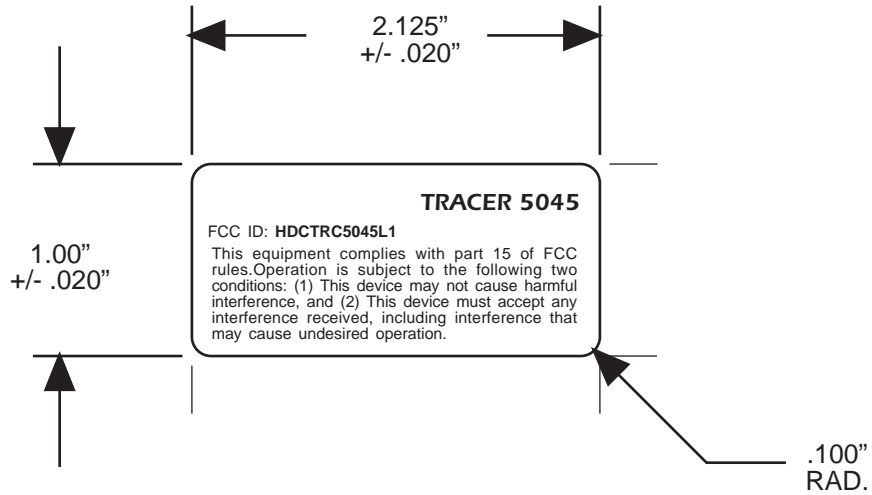 2.125”
+/- .020”
TRACER 5045
FCC ID: HDCTRC5045L1
This equipment complies with part 15 of FCC
rules.Operation is subject to the following two
conditions: (1) This device may not cause harmful
interference, and (2) This device must accept any
interference received, including interference that
may cause undesired operation.
1.00”
+/- .020”
.100”
RAD.